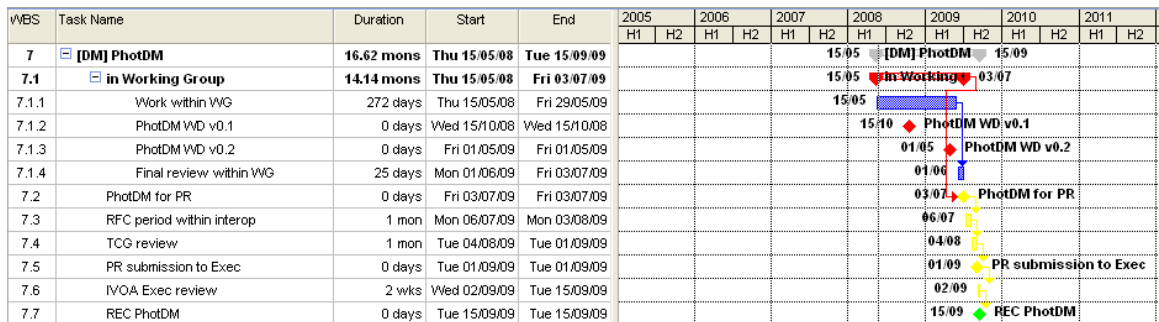 WBS Task Name Duration Start End 2005 2006 2007 2008 2009 2010 2011
H1 H2 H1 H2 H1 H2 H1 H2 H1 H2 H1 H2 H1 H2
7 [DM] PhotDM 16.62 mons Thu 15/05/08 Tue 15/09/09 15/05 [DM] PhotDM 15/09
7.1 in Working Group 14.14 mons Thu 15/05/08 Fri 03/07/09 15/05 in Working 03/07
7.1.1 Work within WG 272 days Thu 15/05/08 Fri 29/05/09 15/05
7.1.2 PhotDM WD v0.1 0 days Wed 15/10/08 Wed 15/10/08 15/10 PhotDM WD v0.1
7.1.3 PhotDM WD v0.2 0 days Fri 01/05/09 Fri 01/05/09 01/05 PhotDM WD v0.2
7.1.4 Final review within WG 25 days Mon 01/06/09 Fri 03/07/09 01/06
7.2 PhotDM for PR 0 days Fri 03/07/09 Fri 03/07/09 03/07 PhotDM for PR
7.3 RFC period within interop 1 mon Mon 06/07/09 Mon 03/08/09 06/07
7.4 TCG review 1 mon Tue 04/08/09 Tue 01/09/09 04/08
7.5 PR submission to Exec 0 days Tue 01/09/09 Tue 01/09/09 01/09 PR submission to Exec
7.6 IVOA Exec review 2 wks Wed 02/09/09 Tue 15/09/09 02/09
7.7 REC PhotDM 0 days Tue 15/09/09 Tue 15/09/09 15/09 REC PhotDM